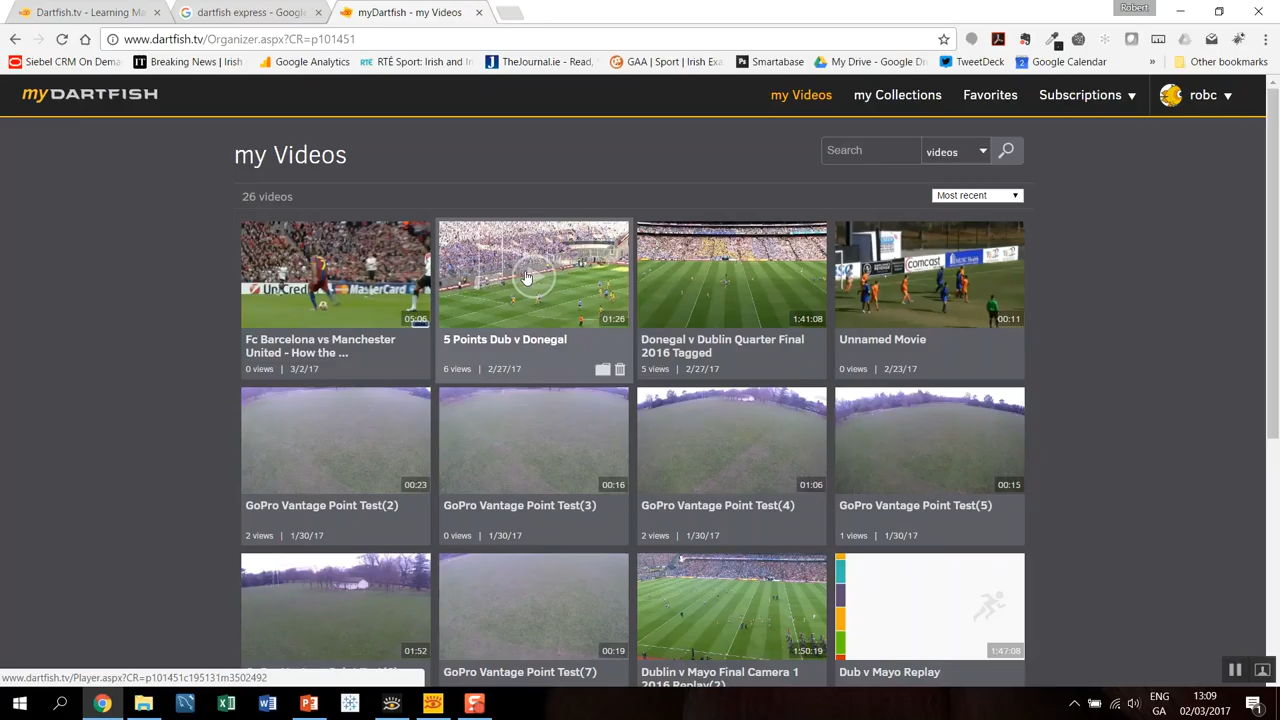 Dartfish.tv - Learning Ma
dartfish express - Google
myDartfish - my Videos
Robert
www.dartfish.tv/Organizer.aspx?CR=p101451
Siebel CRM On Dema
Breaking News | Irish
Google Analytics
RTÉ Sport: Irish and In
TheJournal.ie - Read,
GAA | Sport | Irish Exa
Smartabase
My Drive - Google Dr
TweetDeck
Google Calendar
»
Other bookmarks
myDARTFISH
my Videos
my Collections
Favorites
Subscriptions
robc
my Videos
Search
videos
26 videos
Most recent
UniCredit
MasterCard
comcast
05:06
01:26
1:41:08
00:11
Fc Barcelona vs Manchester
United - How the ...
0 views | 3/2/17
5 Points Dub v Donegal
6 views | 2/27/17
Donegal v Dublin Quarter Final
2016 Tagged
5 views | 2/27/17
Unnamed Movie
0 views | 2/23/17
00:23
00:16
01:06
00:15
GoPro Vantage Point Test(2)
2 views | 1/30/17
GoPro Vantage Point Test(3)
0 views | 1/30/17
GoPro Vantage Point Test(4)
2 views | 1/30/17
GoPro Vantage Point Test(5)
1 views | 1/30/17
01:52
00:19
1:50:19
1:47:08
GoPro Vantage Point Test(7)
Dublin v Mayo Final Camera 1
2016 Replay(2)
Dub v Mayo Replay
www.dartfish.tv/Player.aspx?CR=p101451c195131m3502492
ENG
GA
13:09
02/03/2017